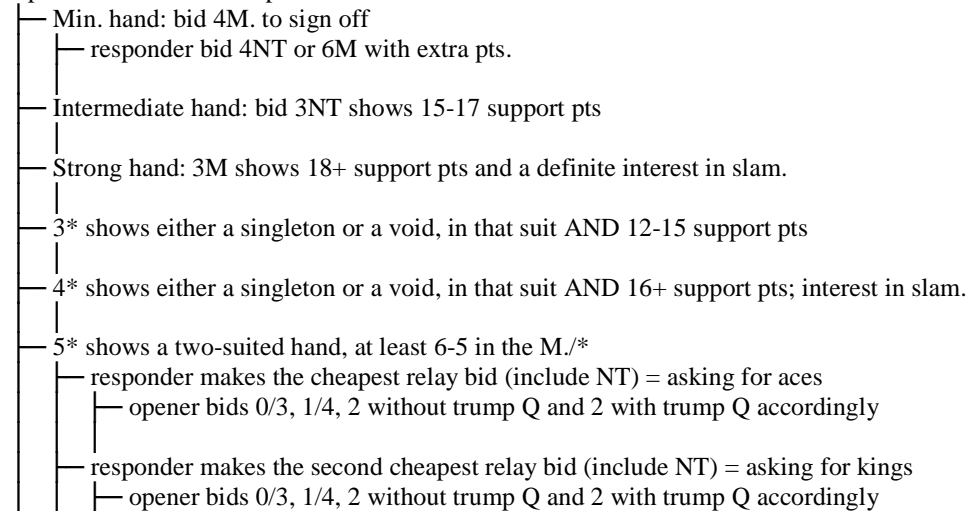 Min. hand: bid 4M. to sign off
responder bid 4NT or 6M with extra pts.
Intermediate hand: bid 3NT shows 15-17 support pts
Strong hand: 3M shows 18+ support pts and a definite interest in slam.
3* shows either a singleton or a void, in that suit AND 12-15 support pts
4* shows either a singleton or a void, in that suit AND 16+ support pts; interest in slam.
5* shows a two-suited hand, at least 6-5 in the M./*
responder makes the cheapest relay bid (include NT) = asking for aces
opener bids 0/3, 1/4, 2 without trump Q and 2 with trump Q accordingly
responder makes the second cheapest relay bid (include NT) = asking for kings
opener bids 0/3, 1/4, 2 without trump Q and 2 with trump Q accordingly